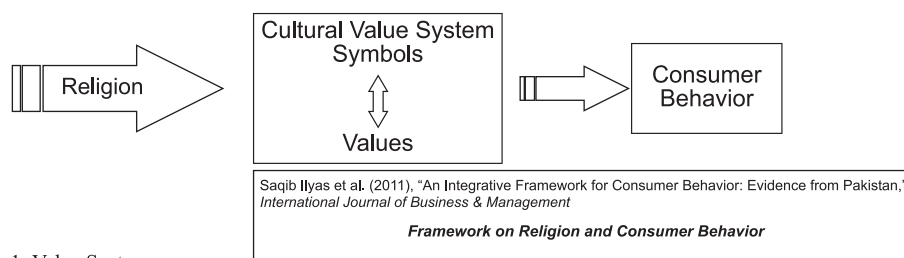 Religion
Cultural Value System
Symbols
Values
Consumer
Behavior
Saqib Ilyas et al. (2011), “An Integrative Framework for Consumer Behavior: Evidence from Pakistan,”
International Journal of Business & Management
Framework on Religion and Consumer Behavior